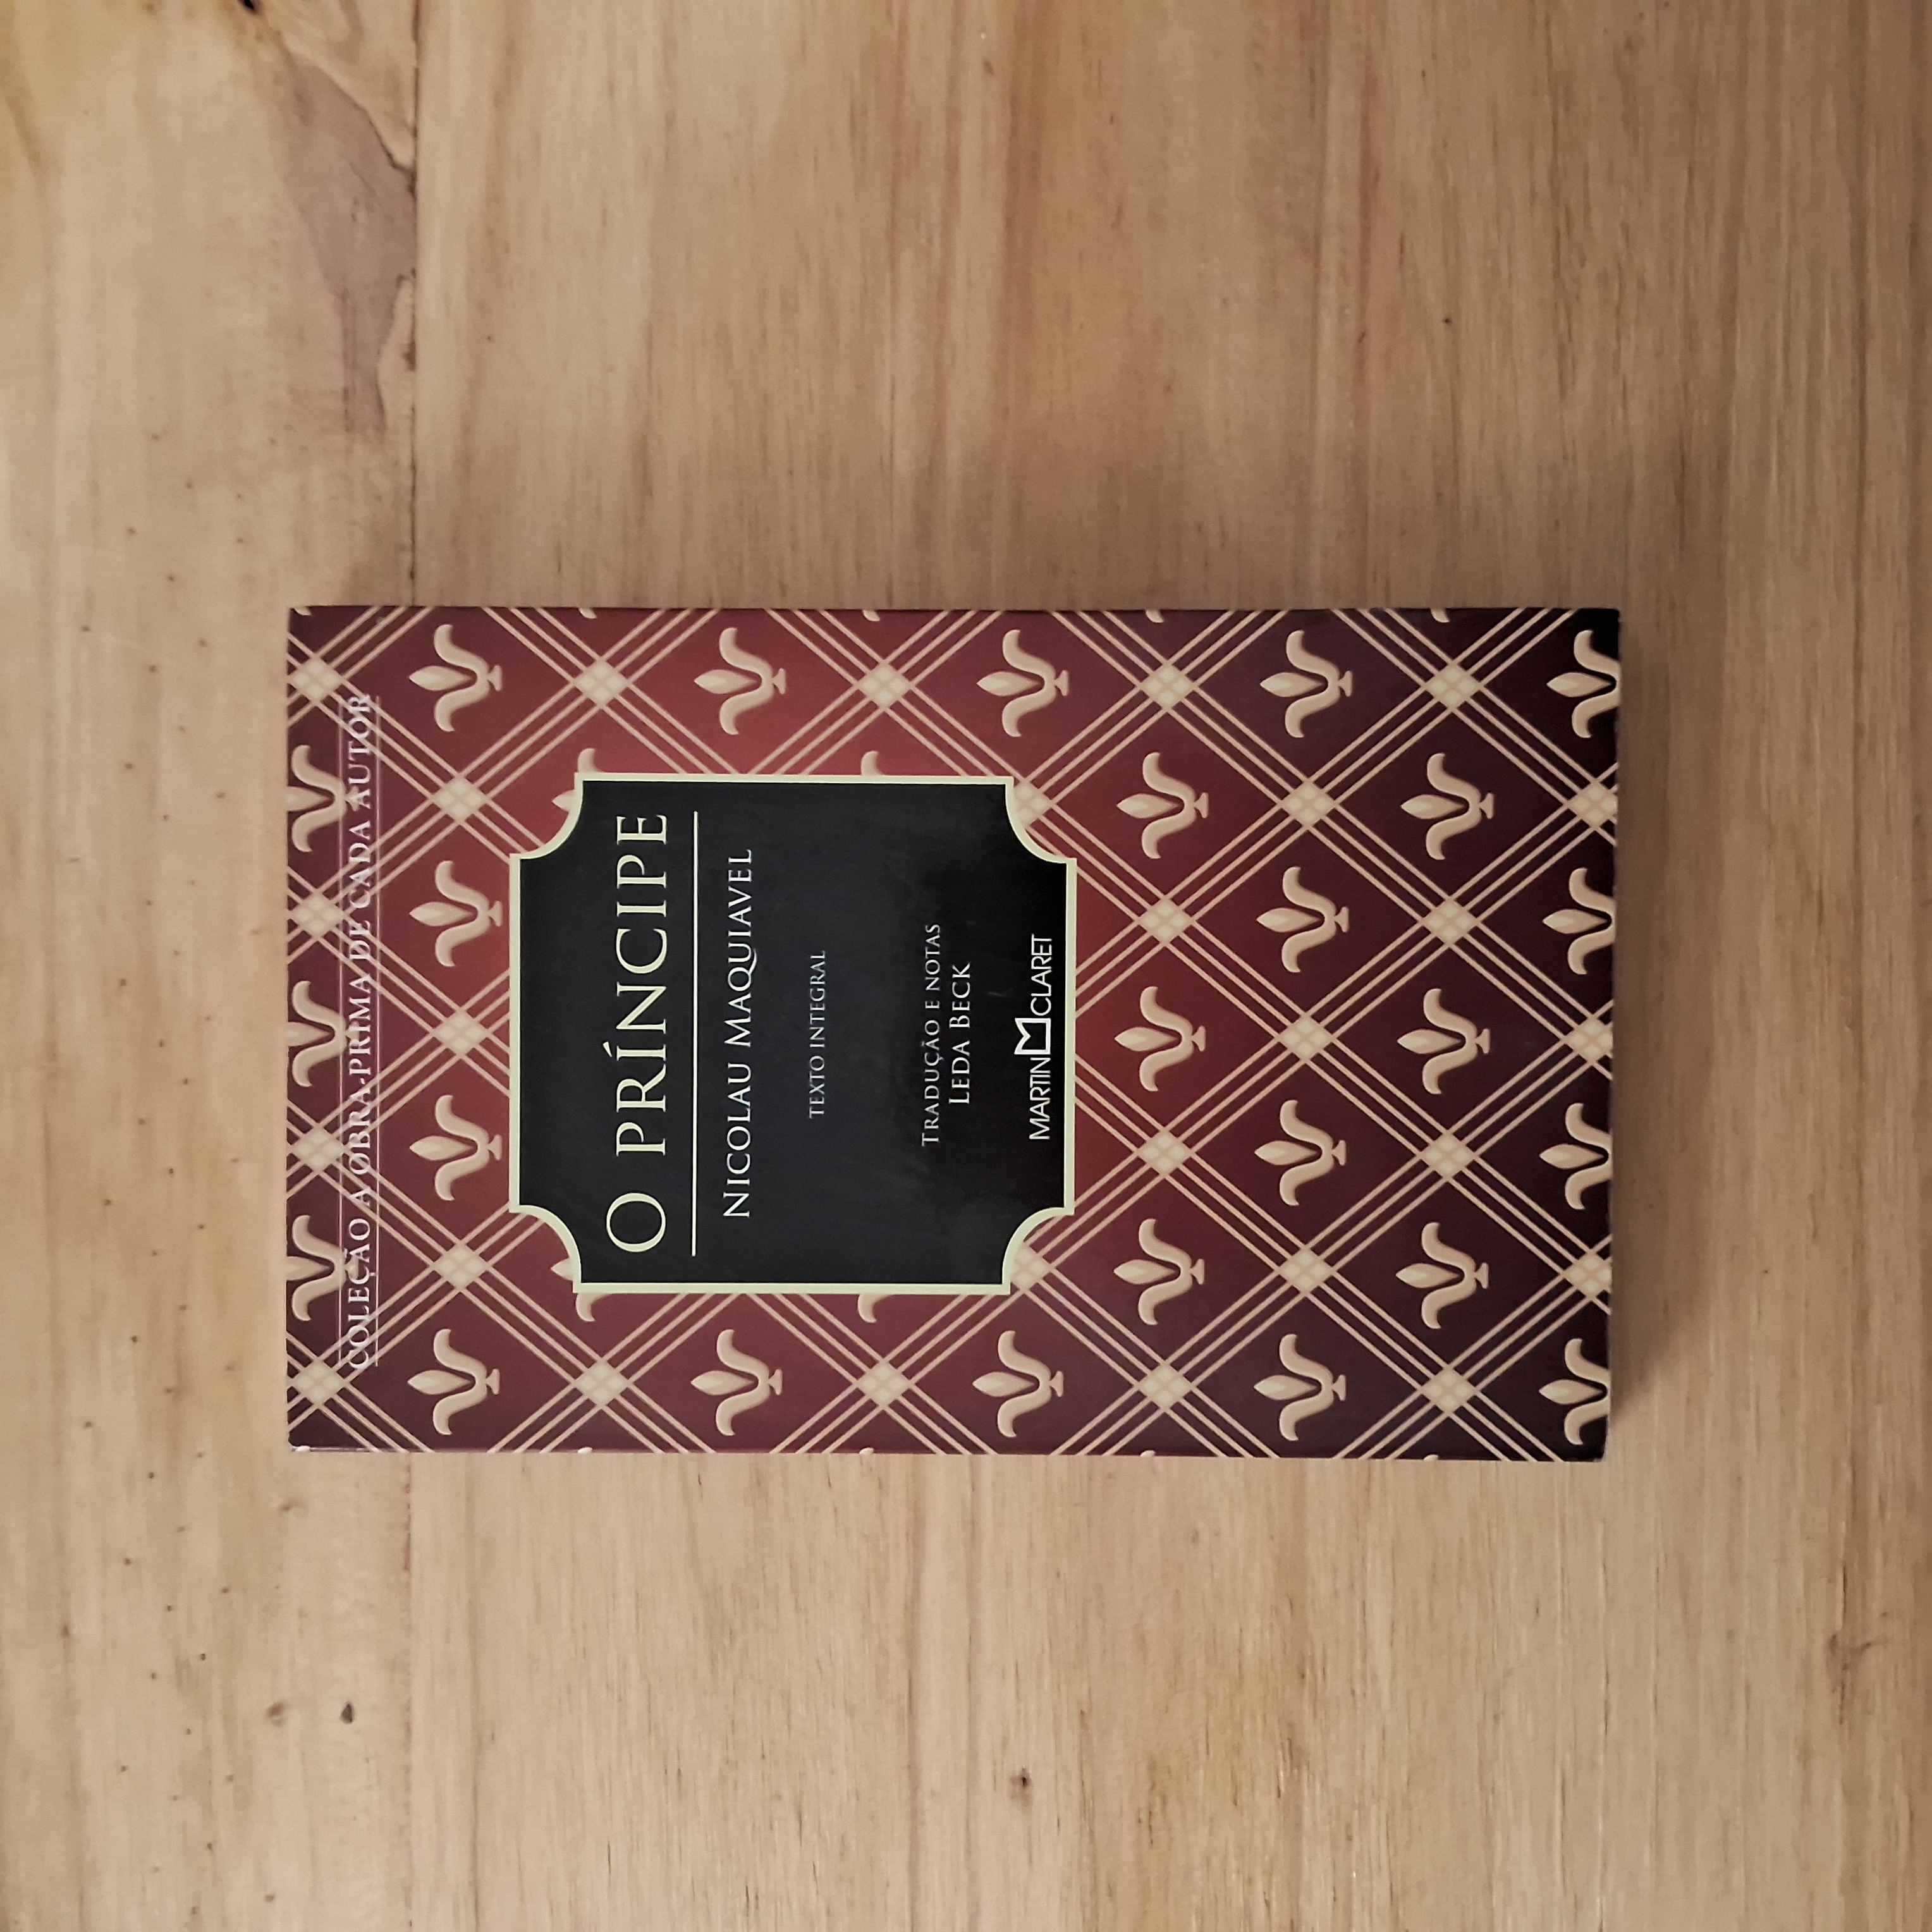 COLEÇÃO A OBRA-PRIMA DE CADA AUTOR
O PRÍNCIPE
NICOLAU MAQUIAVEL
TEXTO INTEGRAL
TRADUÇÃO E NOTAS
LEDA BECK
MARTIN CLARET